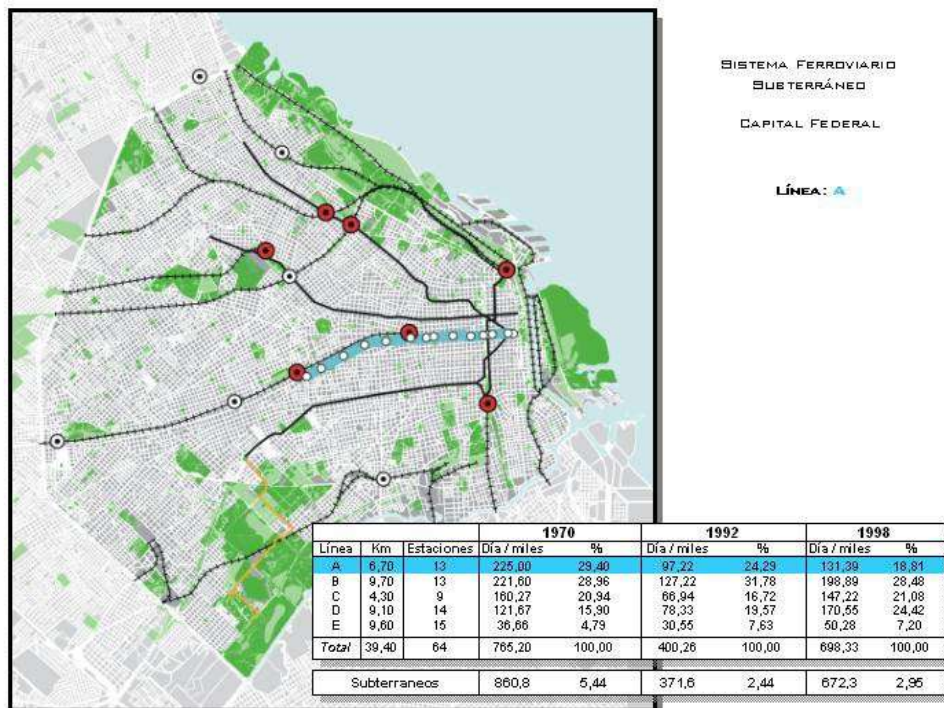 SISTEMA FERROVIARIO
SUBTERRÁNEO
CAPITAL FEDERAL
LÍNEA: A
1970 1992 1998
Línea Km Estaciones Día / miles % Día / miles % Día / miles %
A 6,70 13 225,00 29,40 97,22 24,29 131,39 18,81
B 9,70 13 221,60 28,96 127,22 31,78 198,89 28,48
C 4,30 9 160,27 20,94 66,94 16,72 147,22 21,08
D 9,10 14 121,67 15,90 78,33 19,57 170,55 24,42
E 9,60 15 36,66 4,79 30,55 7,63 50,28 7,20
Total 39,40 64 765,20 100,00 400,26 100,00 698,33 100,00
Subterraneos 860,8 5,44 371,6 2,44 672,3 2,95